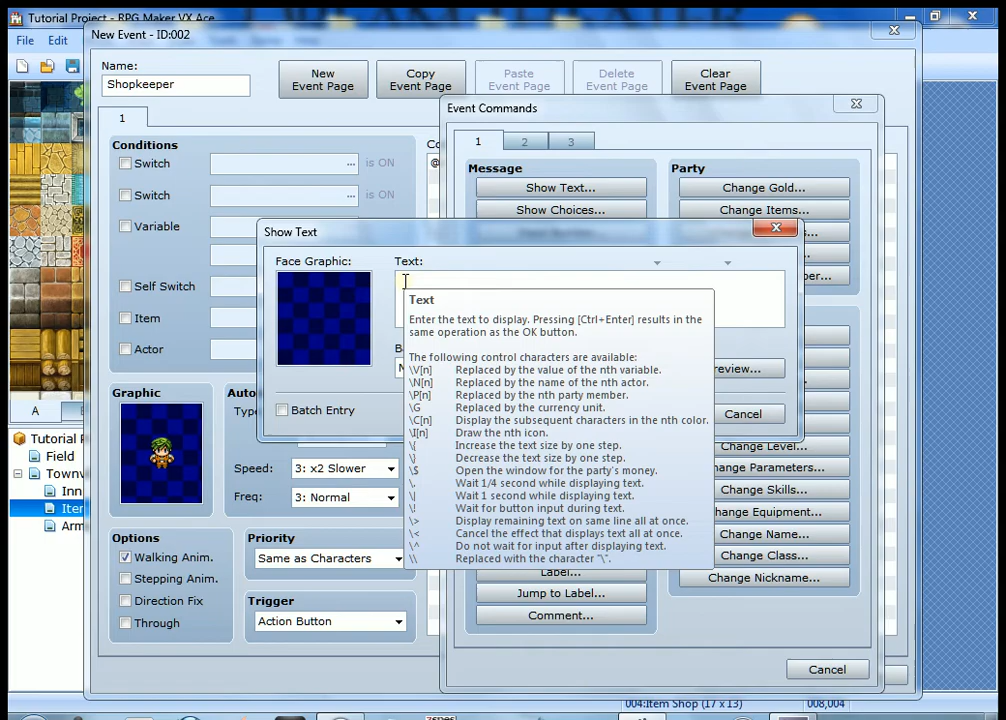 Tutorial Project - RPG Maker VX Ace
File Edit
New Event - ID:002
Name:
Shopkeeper
New
Event Page
Copy
Event Page
Paste
Event Page
Delete
Event Page
Clear
Event Page
1
Conditions
Switch ... is ON
Switch ... is ON
Variable
Self Switch
Item
Actor
Graphic
Type
Speed: 3: x2 Slower
Freq: 3: Normal
Options
Walking Anim.
Stepping Anim.
Direction Fix
Through
Priority
Same as Characters
Trigger
Action Button
Event Commands
1 2 3
Message
Show Text...
Show Choices...
Party
Change Gold...
Change Items...
Show Text
Face Graphic:
Text:
Batch Entry
Cancel
Text
Enter the text to display. Pressing [Ctrl+Enter] results in the
same operation as the OK button.
The following control characters are available:
\V[n] Replaced by the value of the nth variable.
\N[n] Replaced by the name of the nth actor.
\P[n] Replaced by the nth party member.
\G Replaced by the currency unit.
\C[n] Display the subsequent characters in the nth color.
\I[n] Draw the nth icon.
\{ Increase the text size by one step.
\} Decrease the text size by one step.
\$ Open the window for the party's money.
\. Wait 1/4 second while displaying text.
\| Wait 1 second while displaying text.
\! Wait for button input during text.
\> Display remaining text on same line all at once.
\< Cancel the effect that displays text all at once.
\^ Do not wait for input after displaying text.
\\ Replaced with the character "\".
Change Level...
hange Parameters...
Change Skills...
hange Equipment...
Change Name...
Change Class...
Change Nickname...
Label...
Jump to Label...
Comment...
Cancel
A
Tutorial
Field
Town
Inn
Iter
Arm
004:Item Shop (17 x 13)
008,004